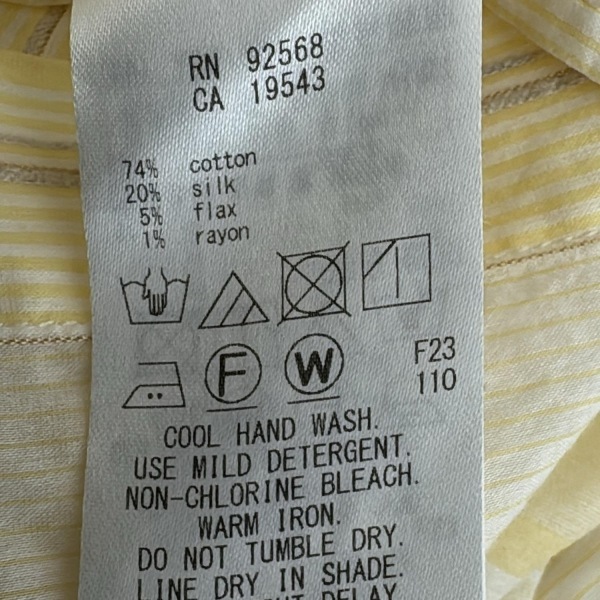 RN 92568
CA 19543
74% cotton
20% silk
5% flax
1% rayon
F W
F23
110
COOL HAND WASH.
USE MILD DETERGENT.
NON-CHLORINE BLEACH.
WARM IRON.
DO NOT TUMBLE DRY.
LINE DRY IN SHADE.
DELAY